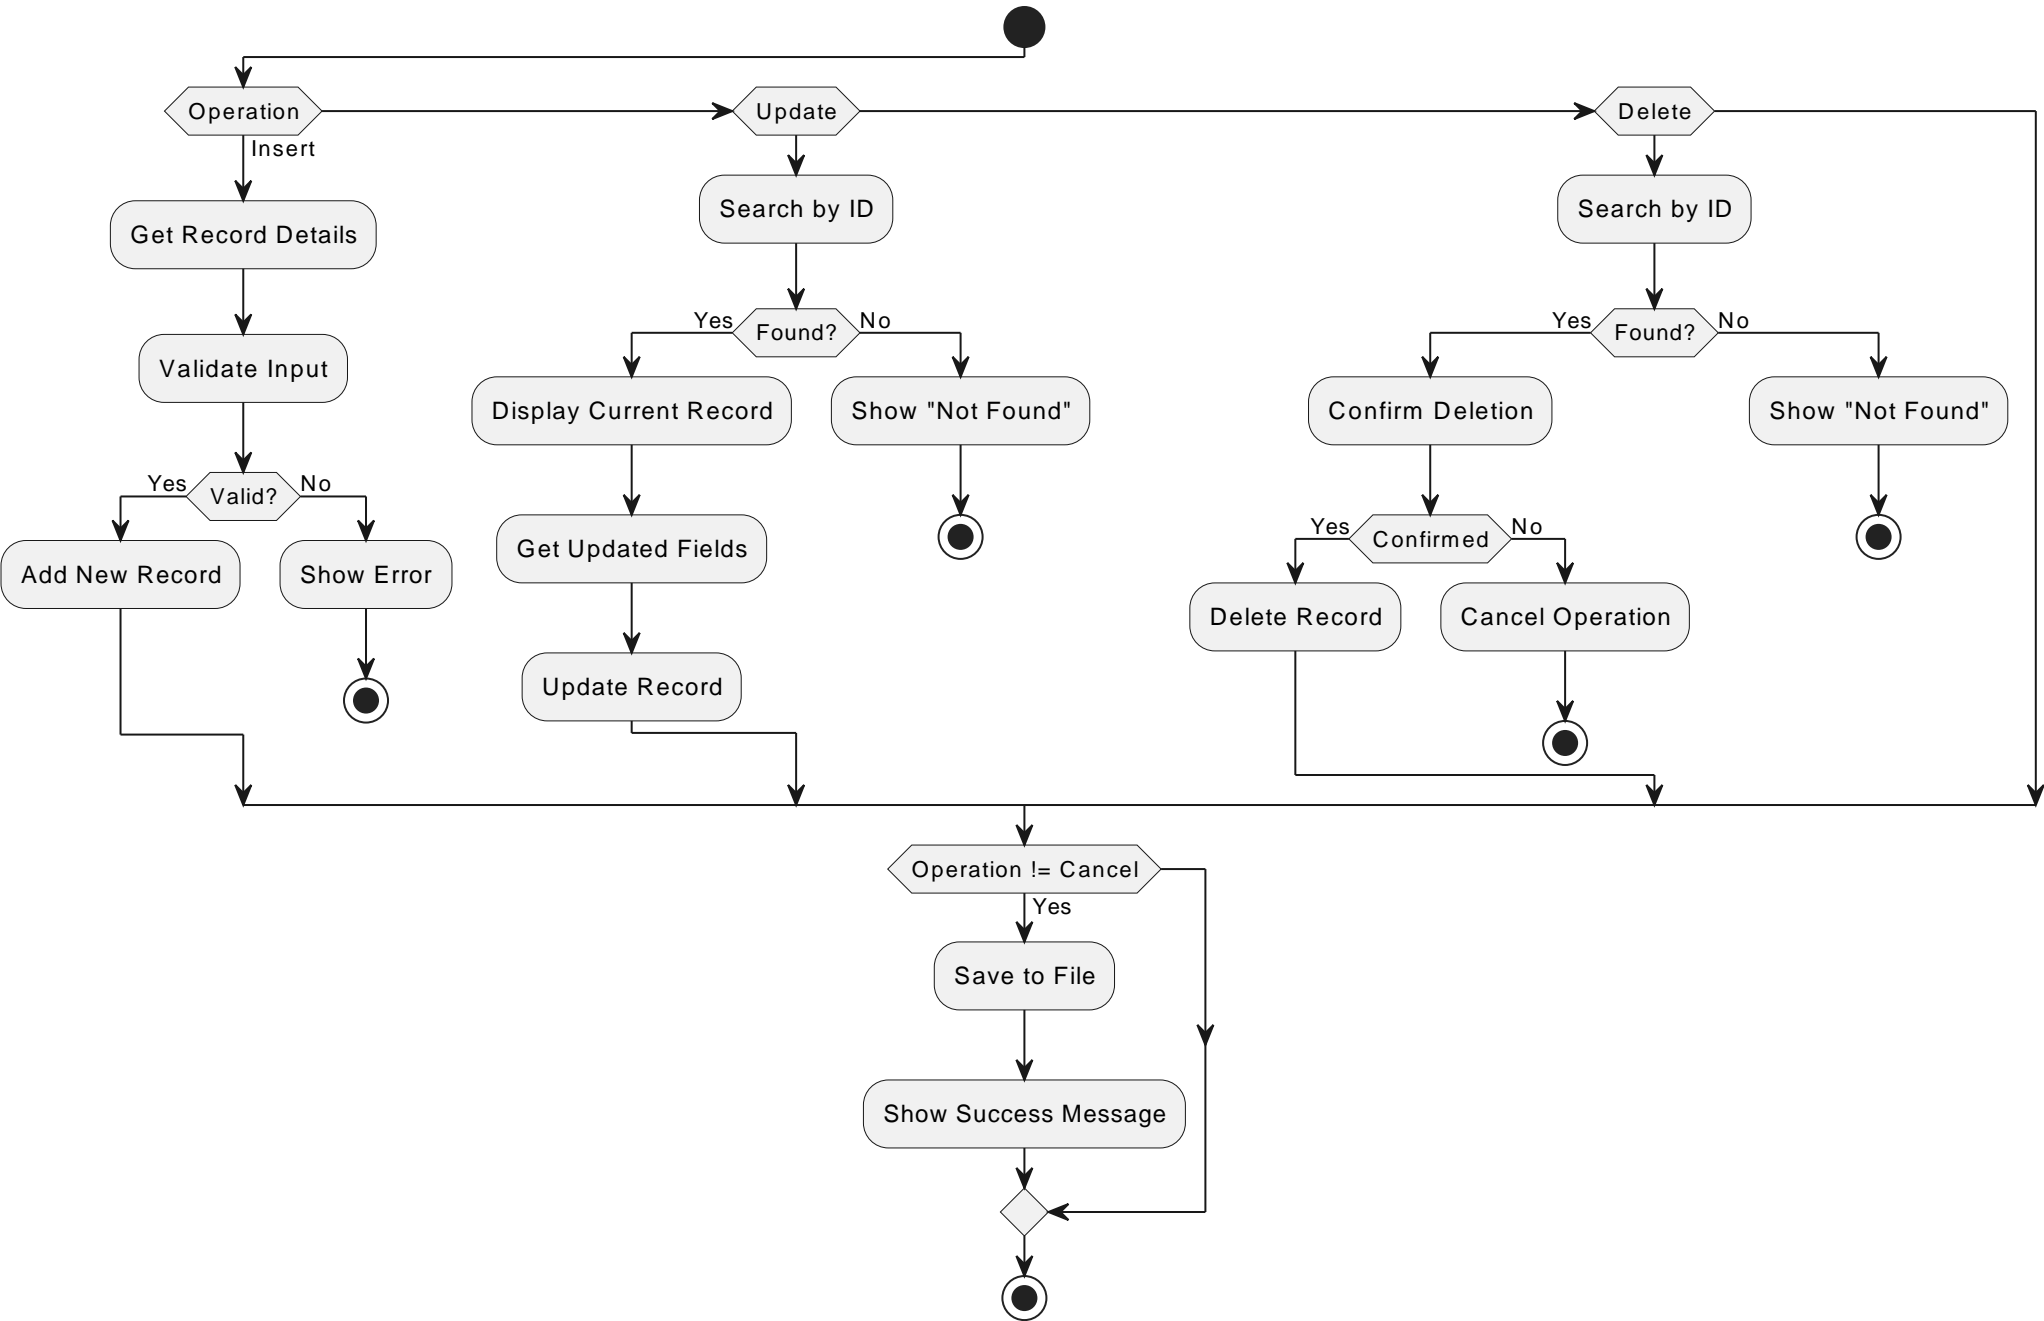 Operation
Update
Delete
Insert
Get Record Details
Validate Input
Valid?
Yes
No
Add New Record
Show Error
Search by ID
Found?
Yes
No
Display Current Record
Show "Not Found"
Get Updated Fields
Update Record
Search by ID
Found?
Yes
No
Confirm Deletion
Show "Not Found"
Confirmed
Yes
No
Delete Record
Cancel Operation
Operation != Cancel
Yes
Save to File
Show Success Message